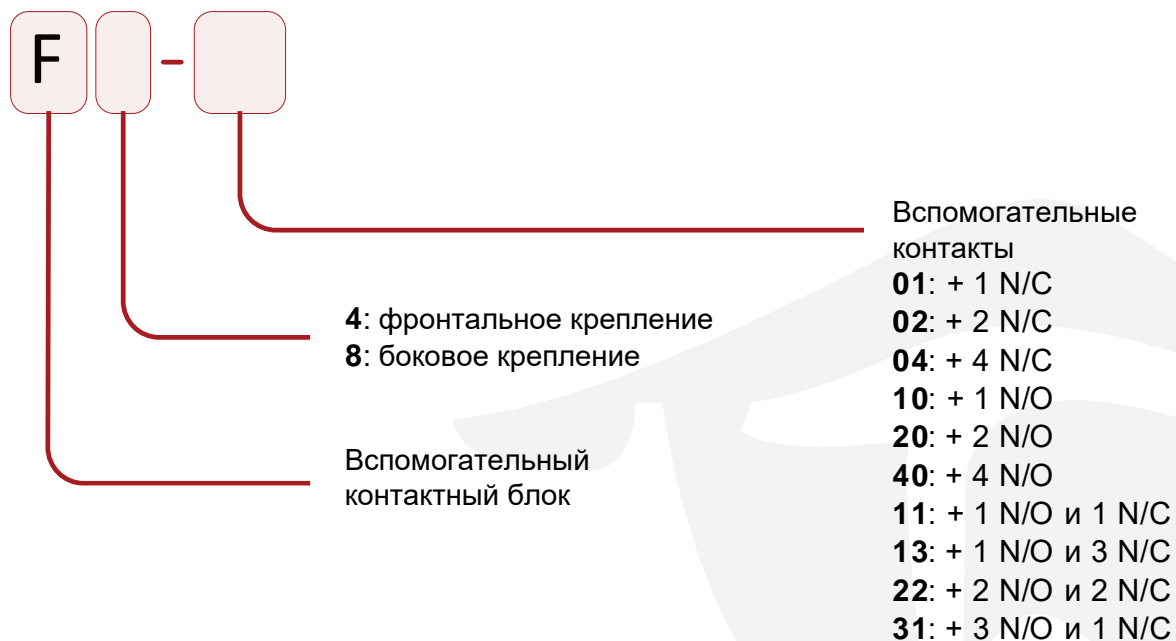 F -
Вспомогательные
контакты
01: + 1 N/C
02: + 2 N/C
04: + 4 N/C
10: + 1 N/O
20: + 2 N/O
40: + 4 N/O
11: + 1 N/O и 1 N/C
13: + 1 N/O и 3 N/C
22: + 2 N/O и 2 N/C
31: + 3 N/O и 1 N/C
4: фронтальное крепление
8: боковое крепление
Вспомогательный
контактный блок